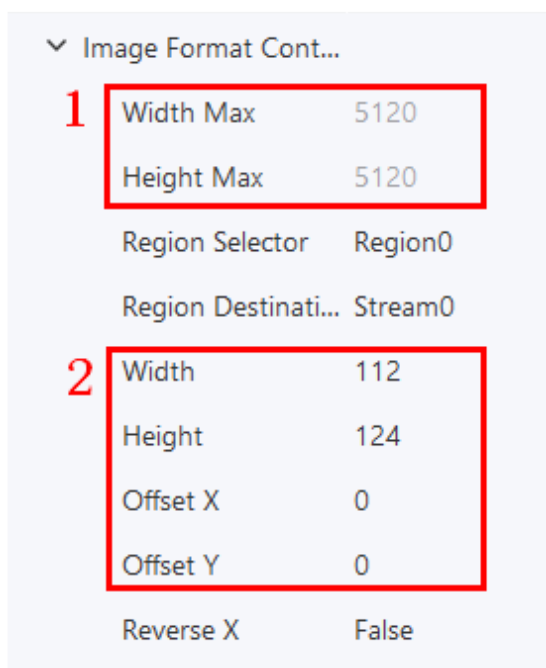 Image Format Cont...
1
Width Max 5120
Height Max 5120
Region Selector Region0
Region Destinati... Stream0
2
Width 112
Height 124
Offset X 0
Offset Y 0
Reverse X False